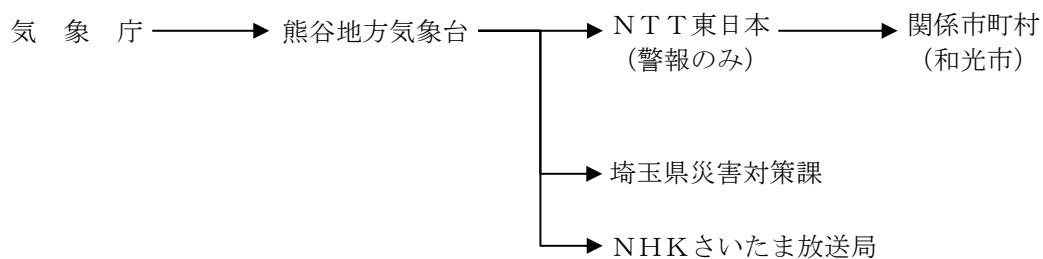 気 象 庁
熊谷地方気象台
ＮＴＴ東日本
（警報のみ）
関係市町村
（和光市）
埼玉県災害対策課
ＮＨＫさいたま放送局